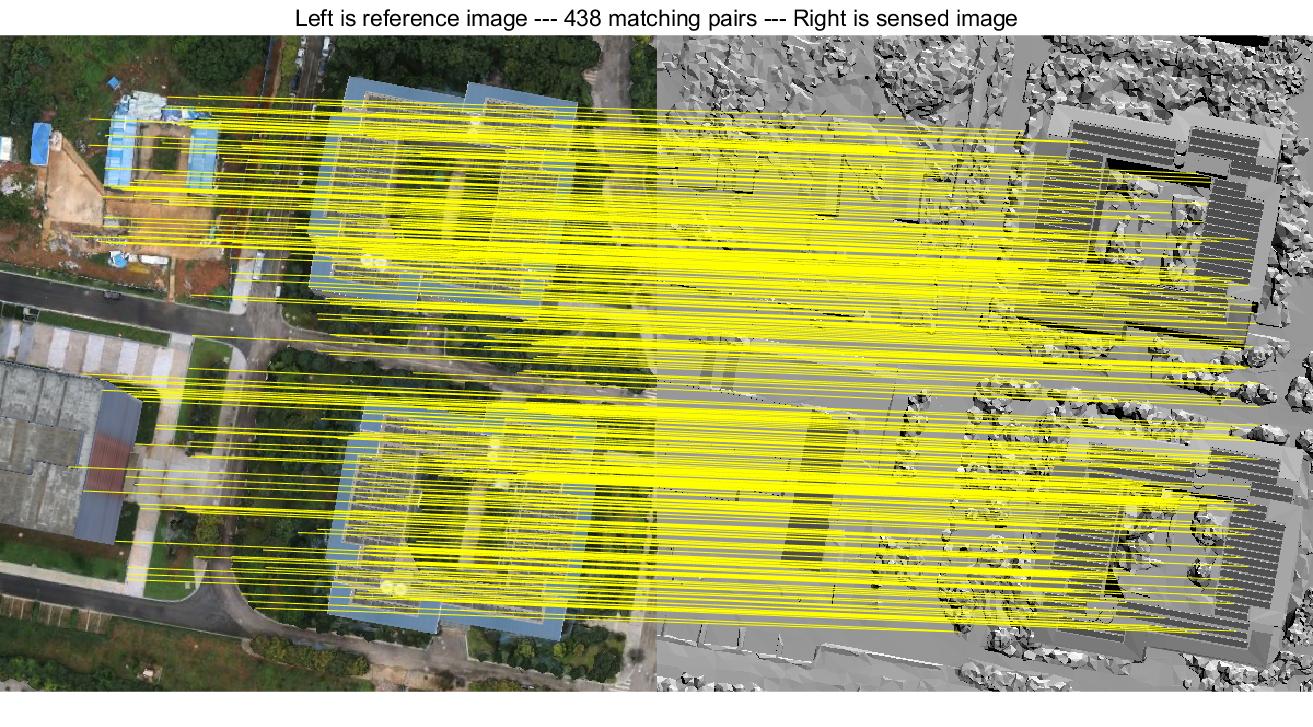 Left is reference image --- 438 matching pairs --- Right is sensed image